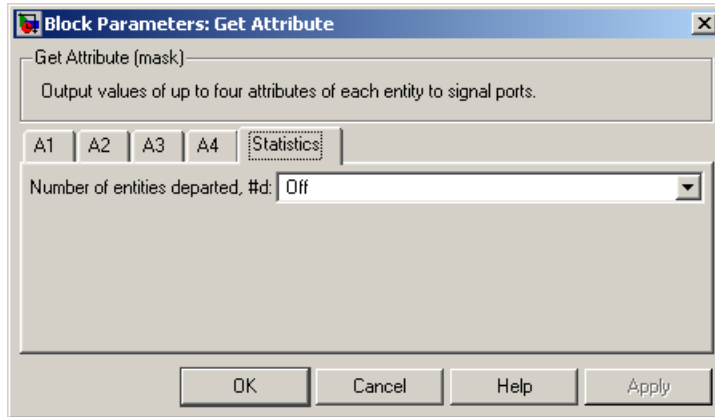 Block Parameters: Get Attribute
Get Attribute (mask)
Output values of up to four attributes of each entity to signal ports.
A1 A2 A3 A4 Statistics
Number of entities departed, #d: Off
OK Cancel Help Apply